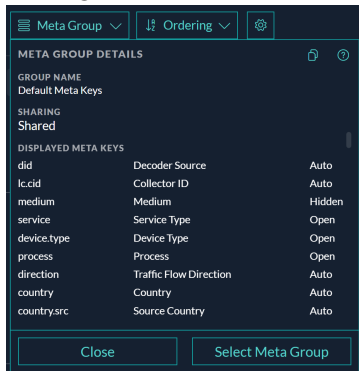 Meta Group Ordering
META GROUP DETAILS
GROUP NAME
Default Meta Keys
SHARING
Shared
DISPLAYED META KEYS
did Decoder Source Auto
lc.cid Collector ID Auto
medium Medium Hidden
service Service Type Open
device.type Device Type Open
process Process Open
direction Traffic Flow Direction Auto
country Country Auto
country.src Source Country Auto
Close Select Meta Group